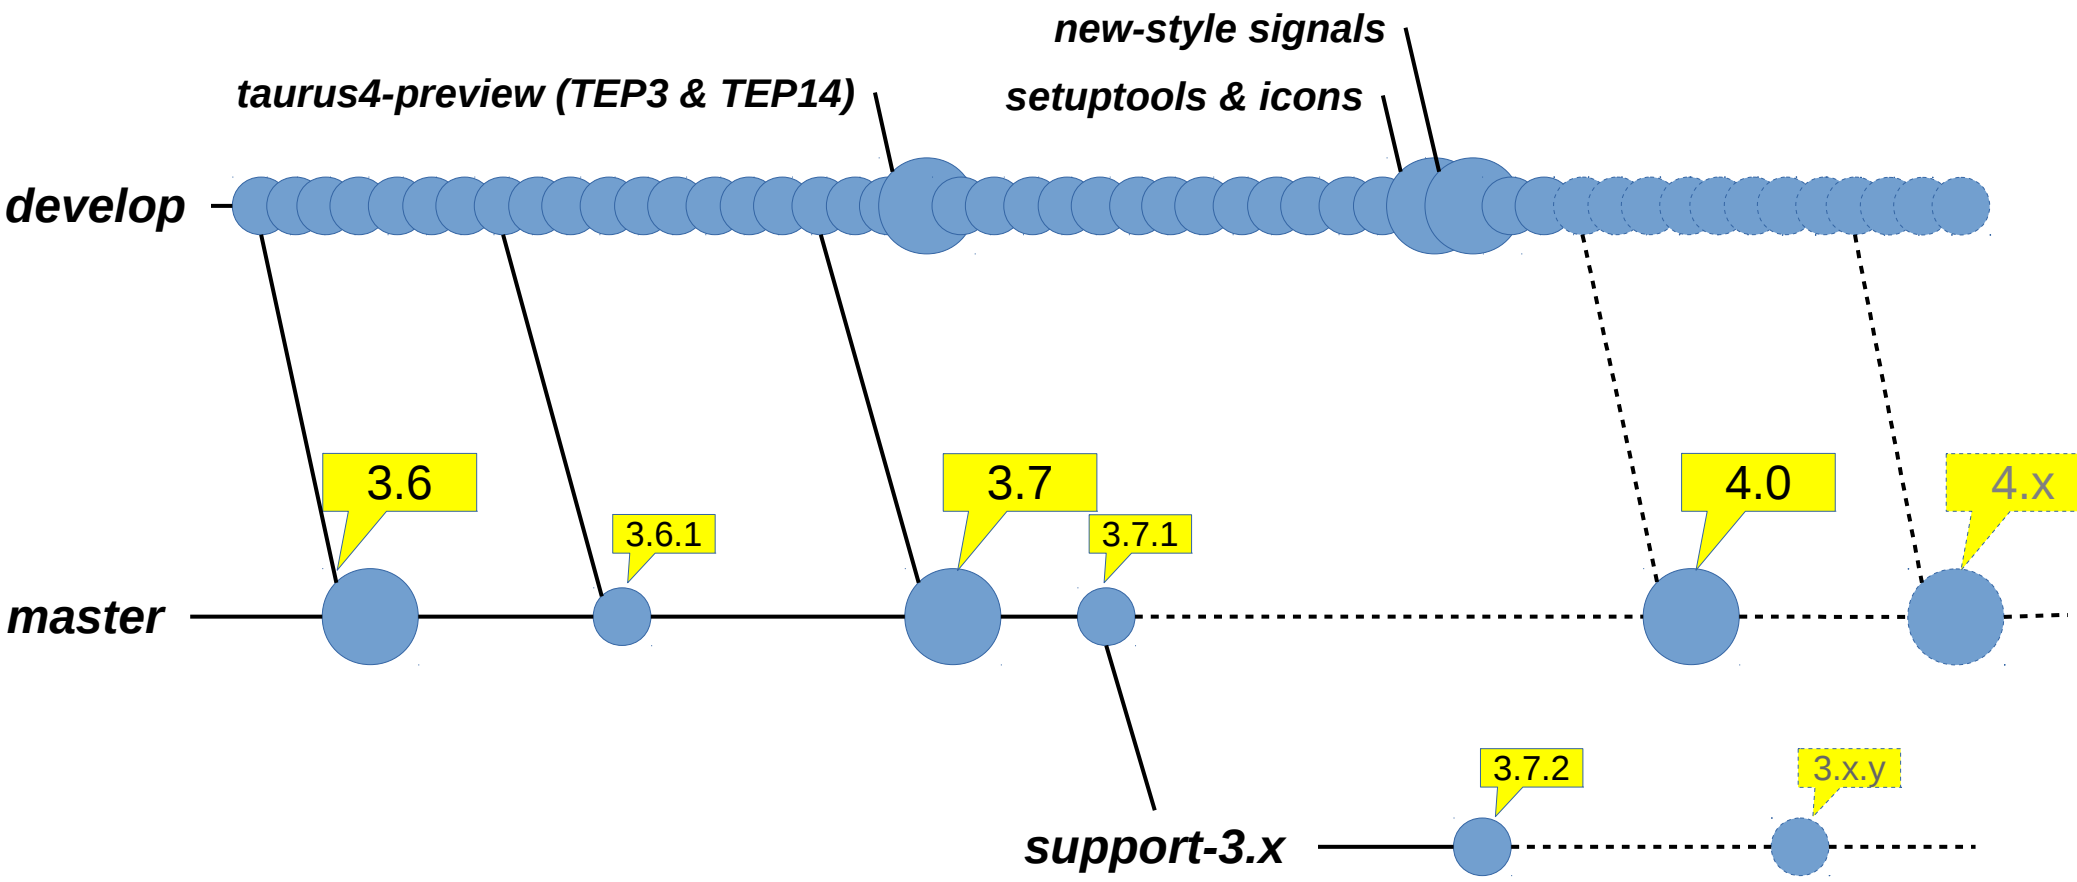 new-style signals
taurus4-preview (TEP3 & TEP14)
setuptools & icons
develop
3.6
3.7
4.0
4.x
3.6.1
3.7.1
master
3.7.2
3.x.y
support-3.x